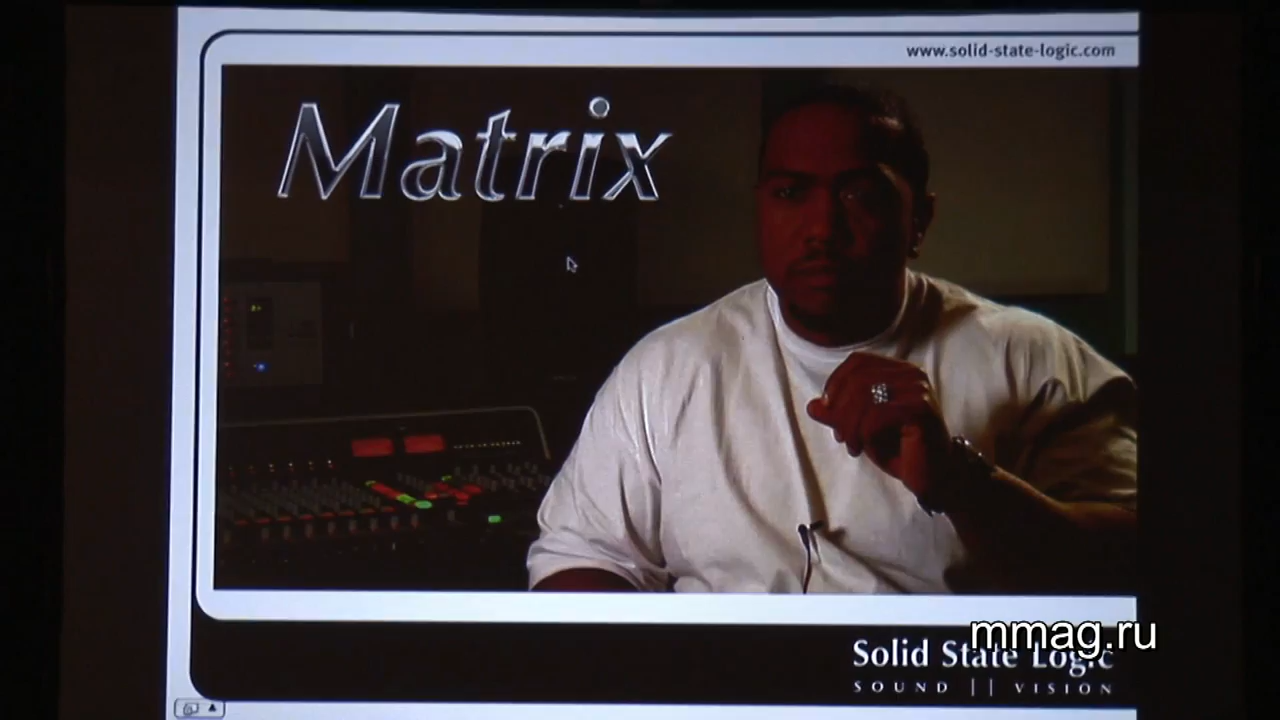 www.solid-state-logic.com
Matrix
mmag.ru
Solid State Logic
SOUND || VISION